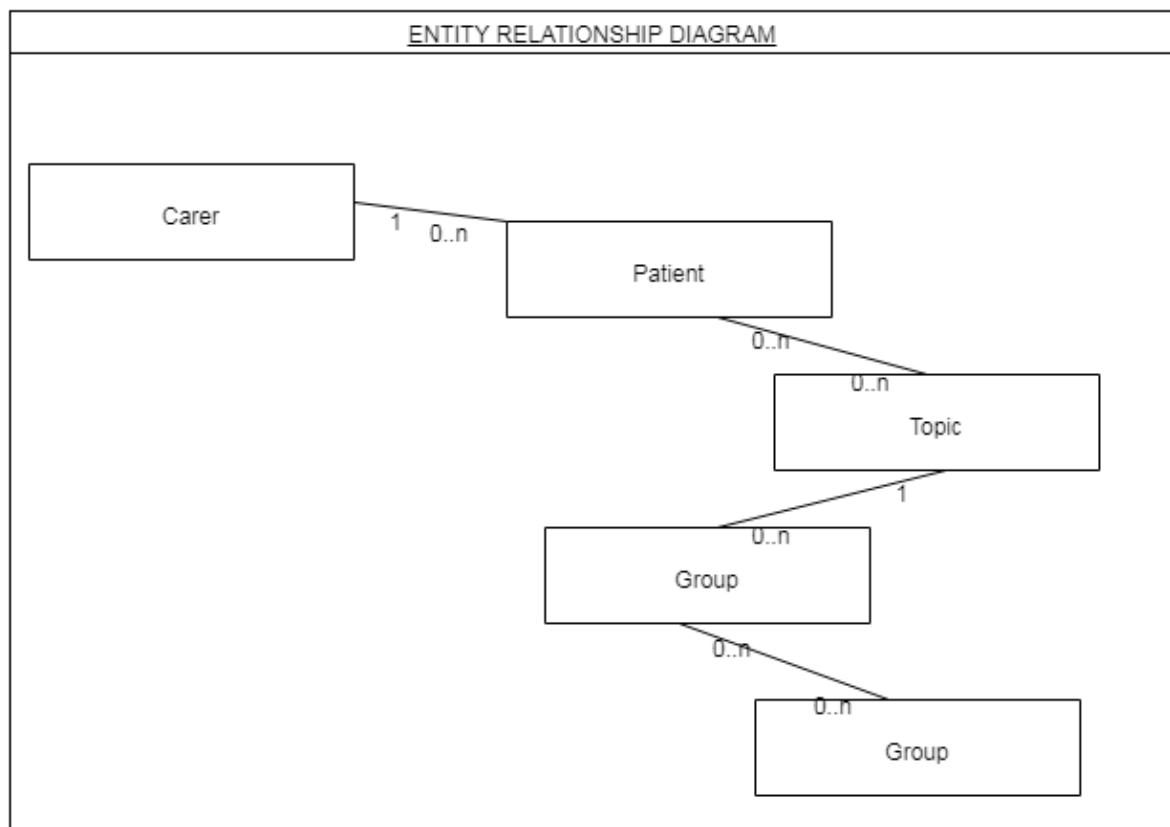 ENTITY RELATIONSHIP DIAGRAM
Carer
1
0..n
Patient
0..n
0..n
Topic
1
0..n
Group
0..n
0..n
Group